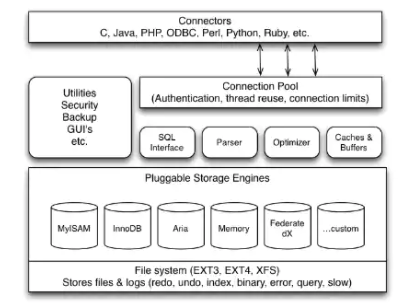 Connectors
C, Java, PHP, ODBC, Perl, Python, Ruby, etc.
Utilities
Security
Backup
GUI's
etc.
Connection Pool
(Authentication, thread reuse, connection limits)
SQL
Interface
Parser
Optimizer
Caches &
Buffers
Pluggable Storage Engines
MyISAM
InnoDB
Aria
Memory
Federate
dX
...custom
File system (EXT3, EXT4, XFS)
Stores files & logs (redo, undo, index, binary, error, query, slow)